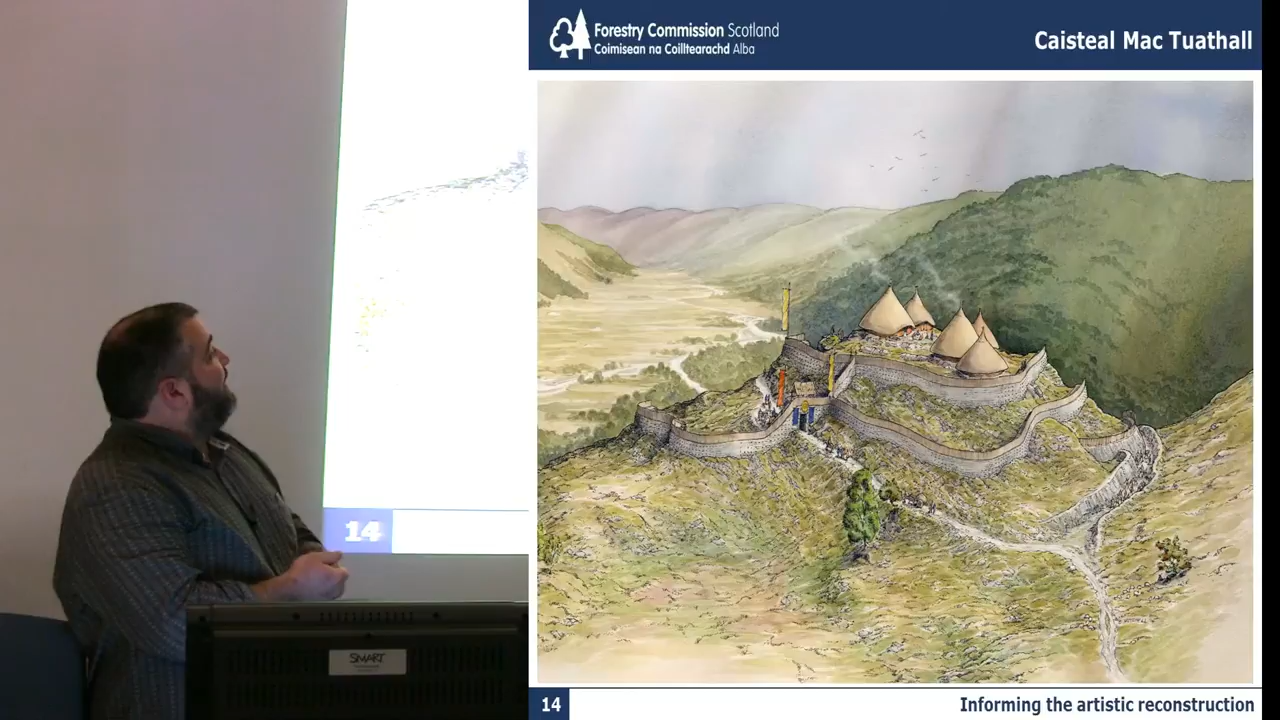 Forestry Commission Scotland
Coimisean na Coilltearachd Alba
Caisteal Mac Tuathall
14
SMART
14
Informing the artistic reconstruction